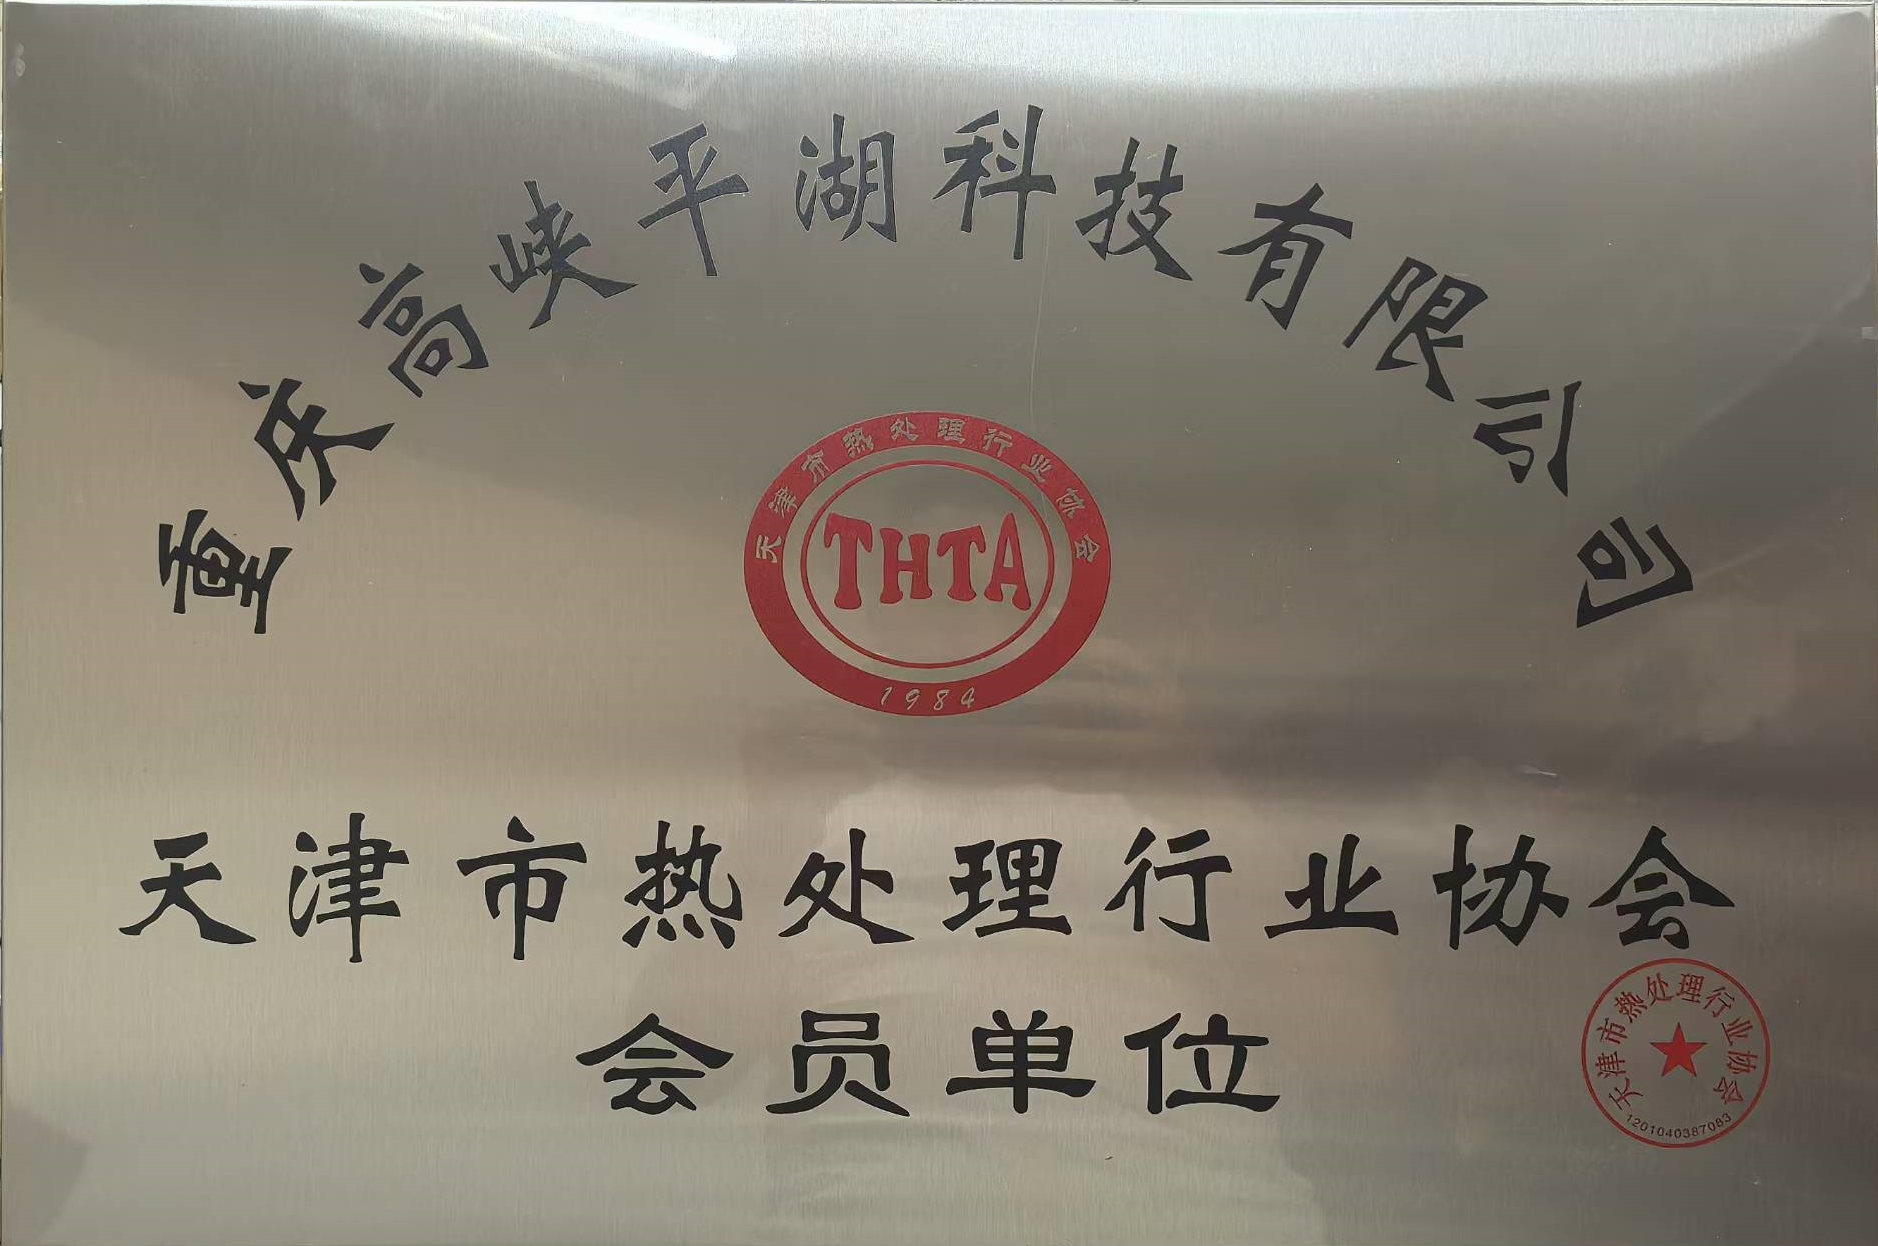 重庆高峡平湖科技有限公司
天津市热处理行业协会
THTA
1984
天津市热处理行业协会
会员单位
天津市热处理行业协会
1201040387083